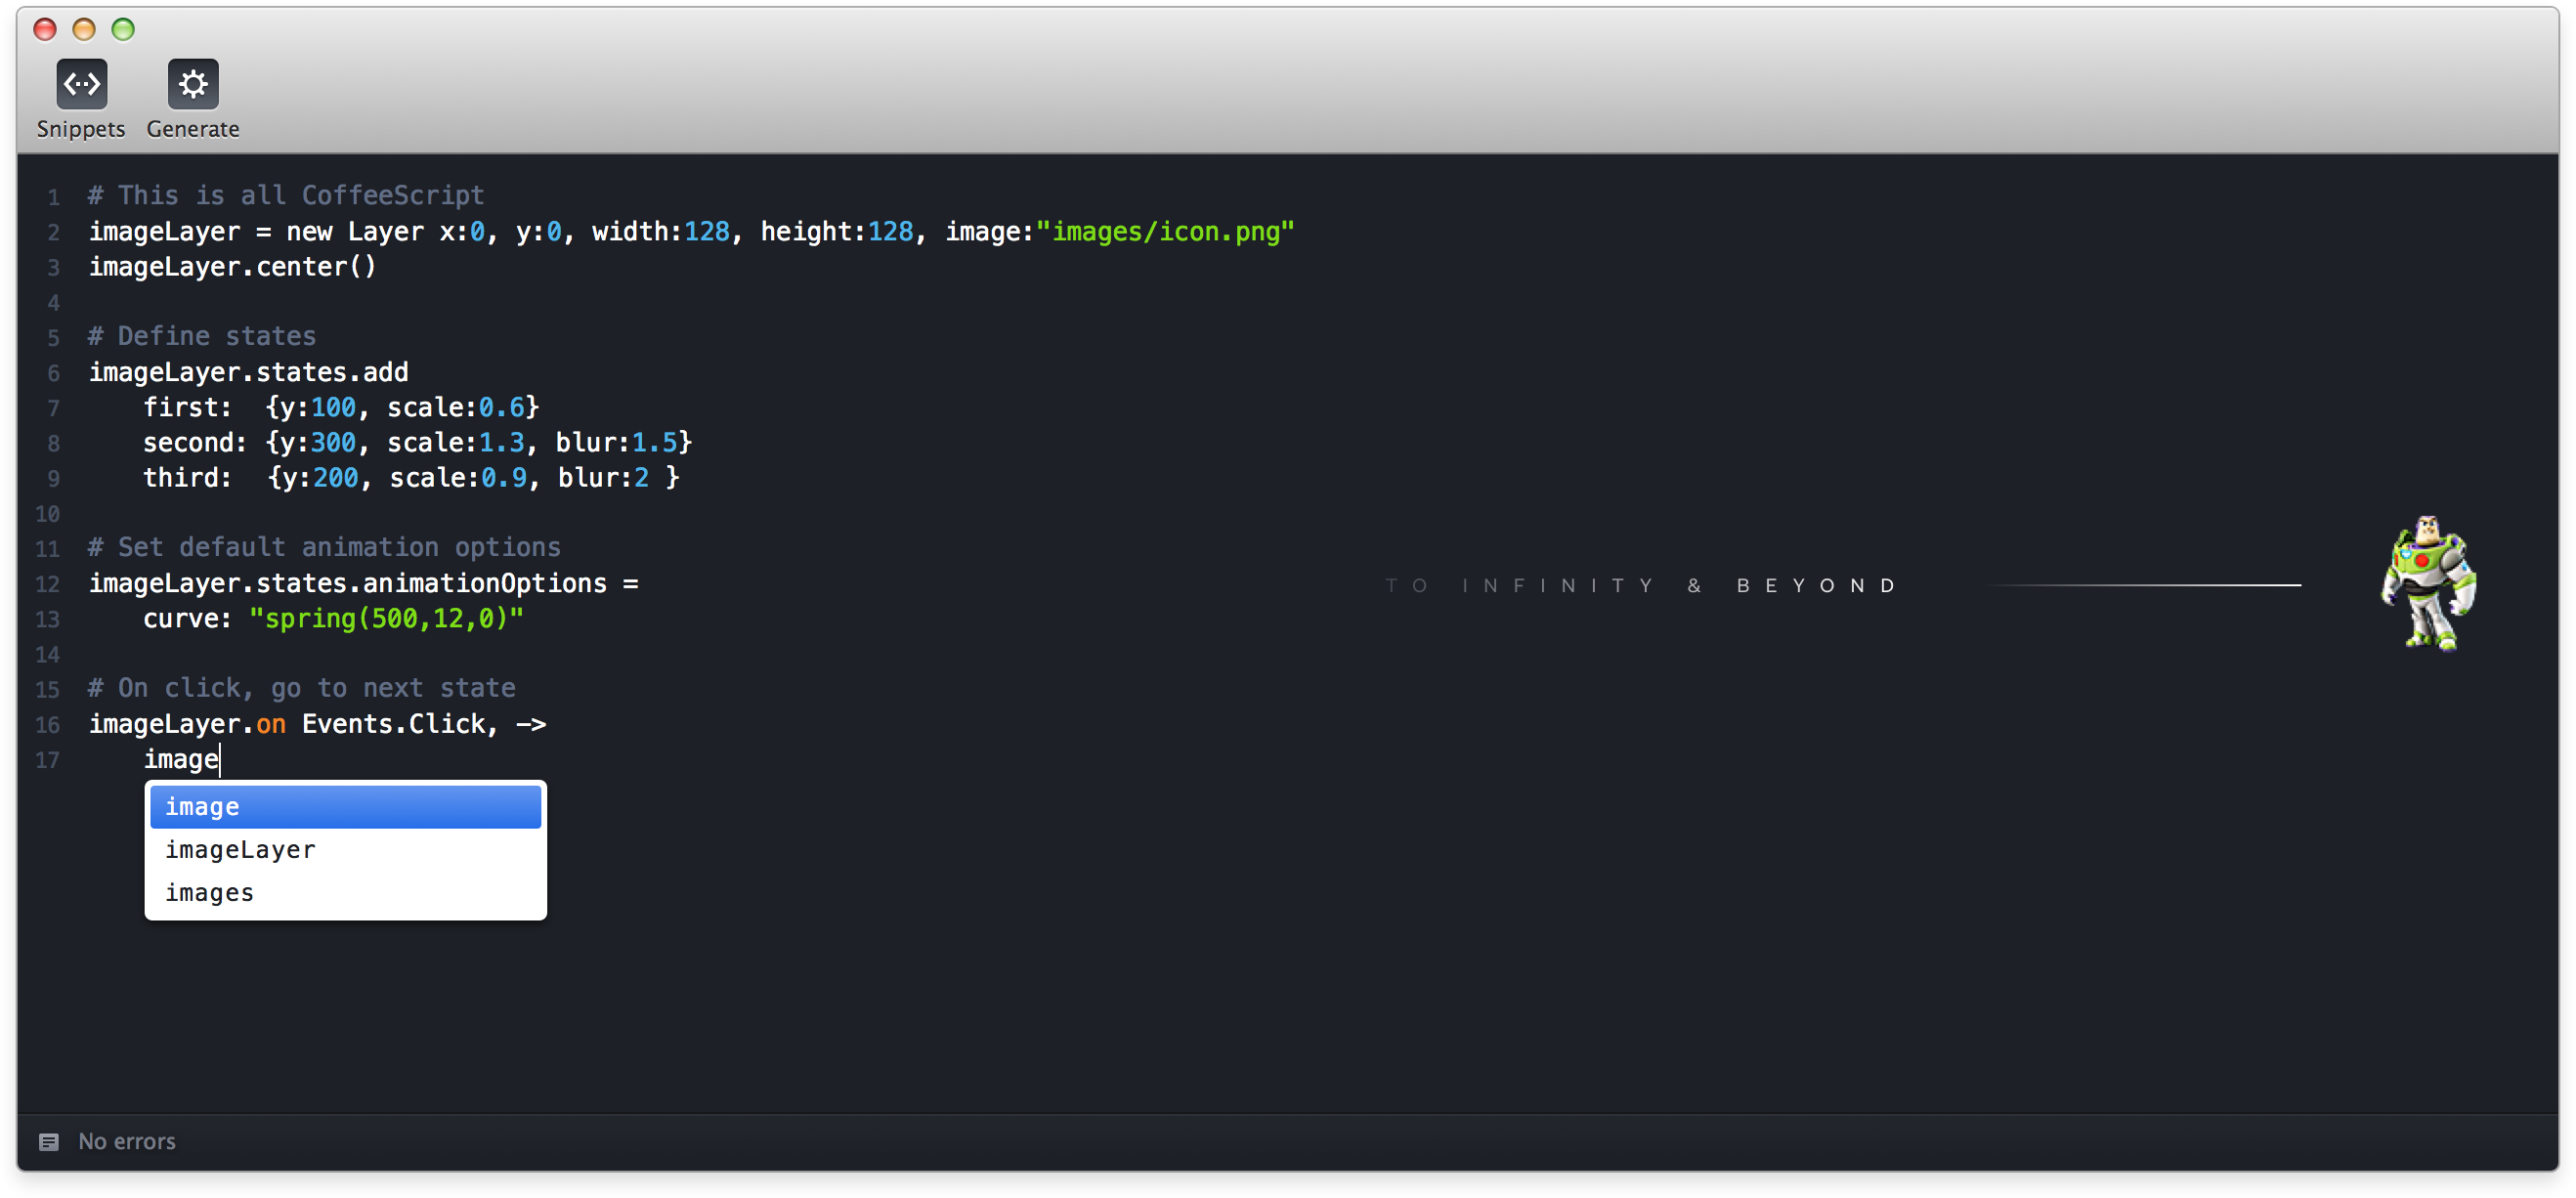 Snippets Generate
1 # This is all CoffeeScript
2 imageLayer = new Layer x:0, y:0, width:128, height:128, image:"images/icon.png"
3 imageLayer.center()
4
5 # Define states
6 imageLayer.states.add
7 first: {y:100, scale:0.6}
8 second: {y:300, scale:1.3, blur:1.5}
9 third: {y:200, scale:0.9, blur:2 }
10
11 # Set default animation options
12 imageLayer.states.animationOptions =
13 curve: "spring(500,12,0)"
14
15 # On click, go to next state
16 imageLayer.on Events.Click, ->
17 image
image
imageLayer
images
TO INFINITY & BEYOND
No errors